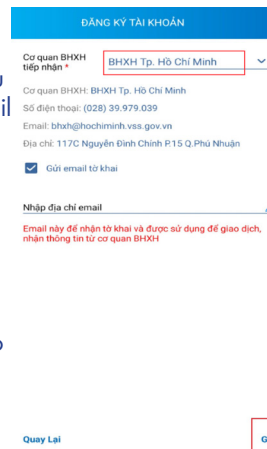 ĐĂNG KÝ TÀI KHOẢN
Cơ quan BHXH
tiếp nhận *
BHXH Tp. Hồ Chí Minh
Cơ quan BHXH: BHXH Tp. Hồ Chí Minh
Số điện thoại: (028) 39.979.039
il
Email: bhxh@hochiminh.vss.gov.vn
Địa chỉ: 117C Nguyễn Đình Chính P.15 Q.Phú Nhuận
Gửi email tờ khai
Nhập địa chỉ email
Email này để nhận tờ khai và được sử dụng để giao dịch,
nhận thông tin từ cơ quan BHXH
Quay Lại
G